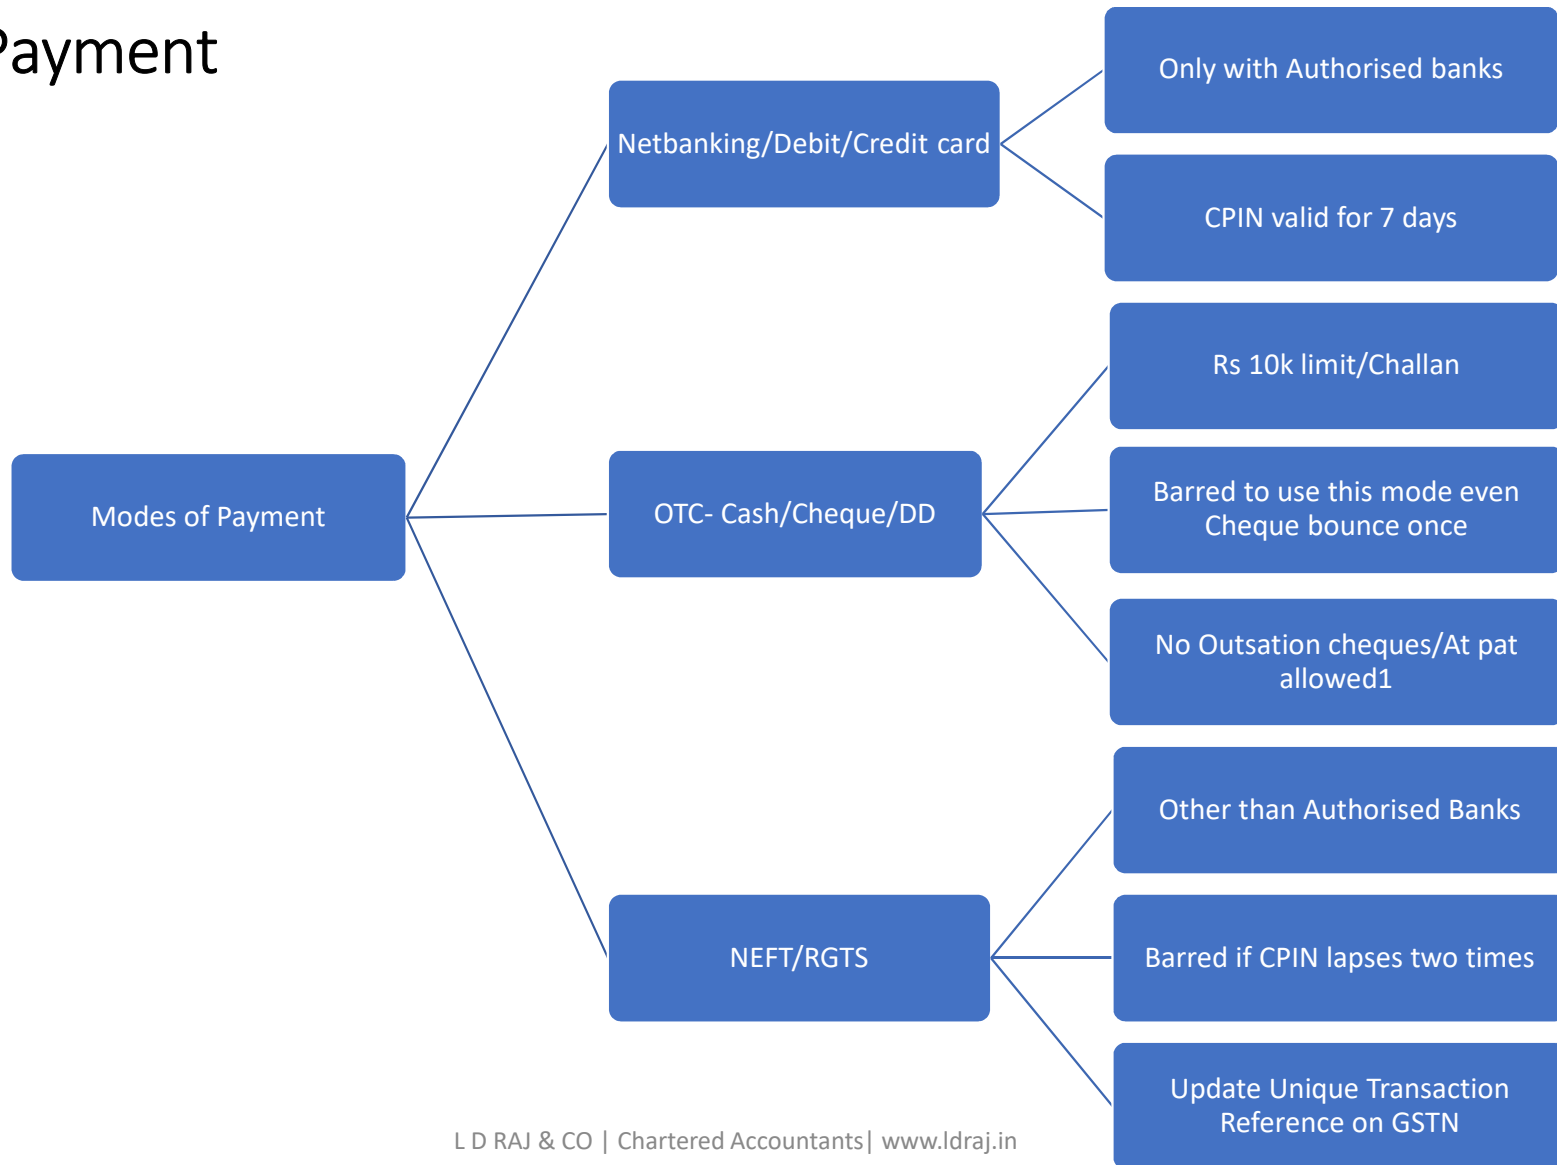 Payment
Only with Authorised banks
Netbanking/Debit/Credit card
CPIN valid for 7 days
Rs 10k limit/Challan
Modes of Payment
OTC- Cash/Cheque/DD
Barred to use this mode even
Cheque bounce once
No Outsation cheques/At pat
allowed1
Other than Authorised Banks
NEFT/RGTS
Barred if CPIN lapses two times
Update Unique Transaction
Reference on GSTN
L D RAJ & CO | Chartered Accountants| www.ldraj.in